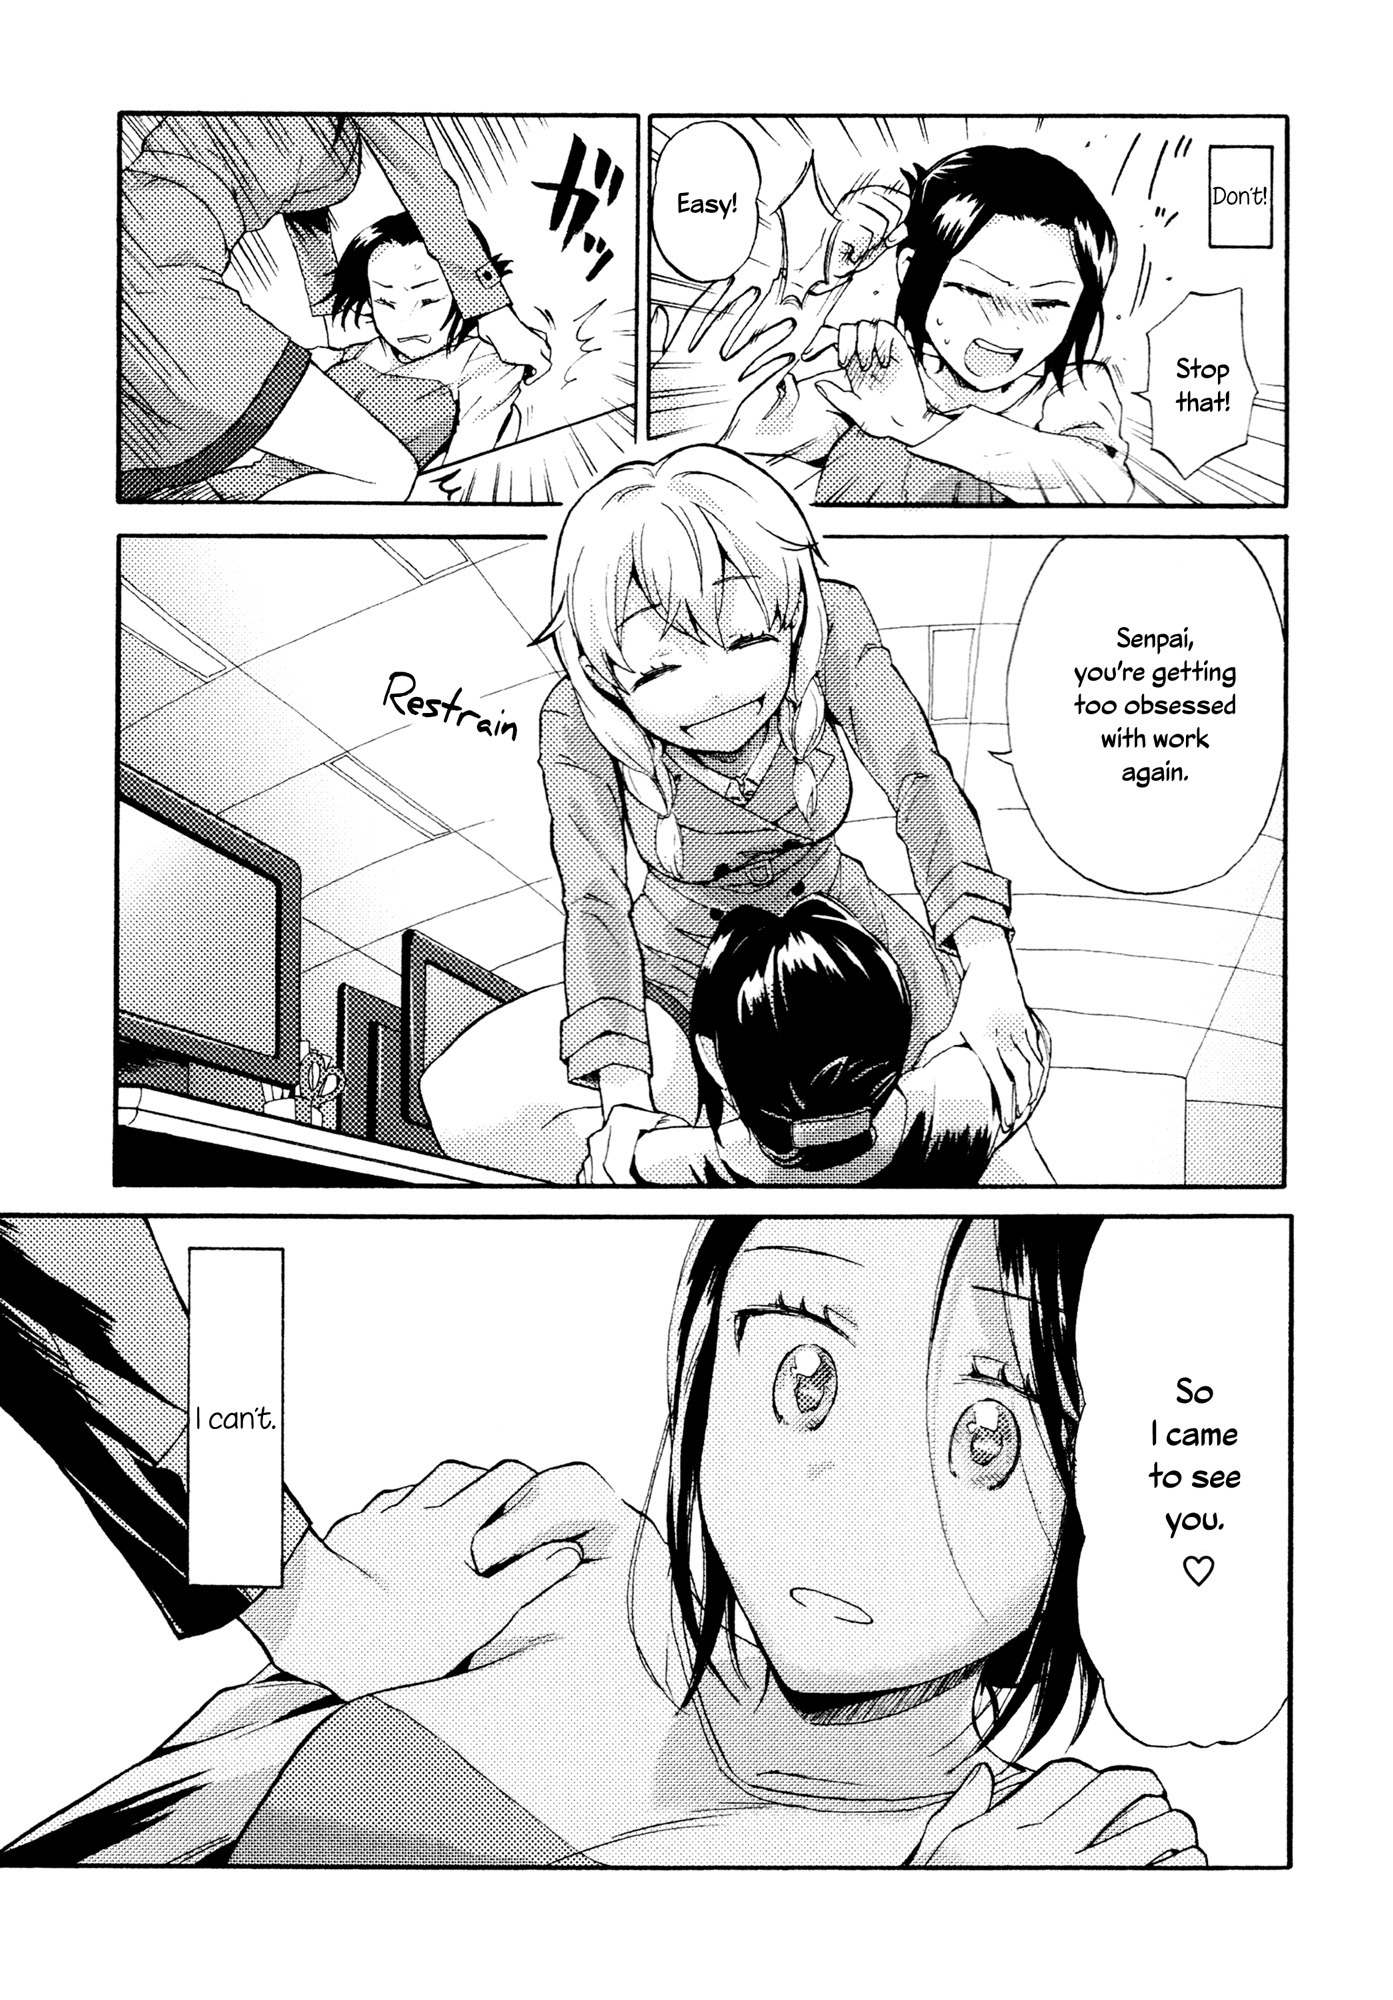 Don't!
Stop
that!
Easy!
ガッ
Senpai,
you're getting
too obsessed
with work
again.
Restrain
So
I came
to see
you.
♡
I can't.